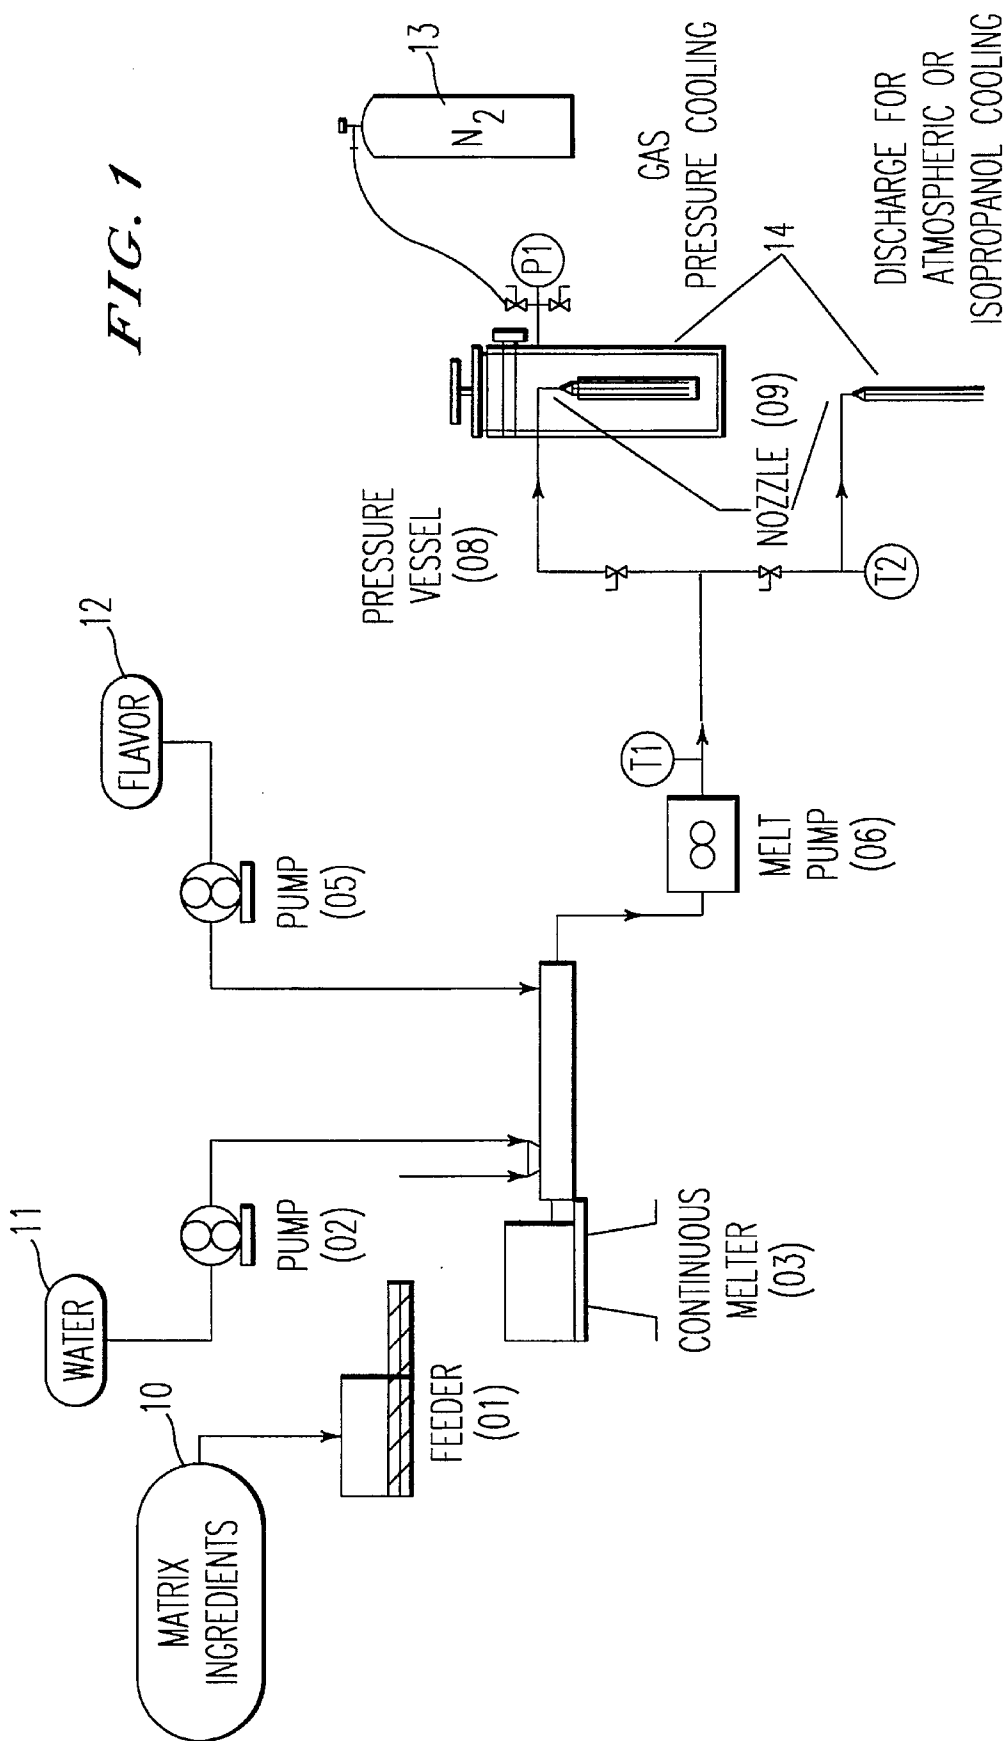 FIG. 1
MATRIX
INGREDIENTS
10
WATER
11
PUMP
(02)
FEEDER
(01)
CONTINUOUS
MELTER
(03)
FLAVOR
12
PUMP
(05)
MELT
PUMP
(06)
T1
PRESSURE
VESSEL
(08)
NOZZLE (09)
T2
P1
N2
13
GAS
PRESSURE COOLING
14
DISCHARGE FOR
ATMOSPHERIC OR
ISOPROPANOL COOLING